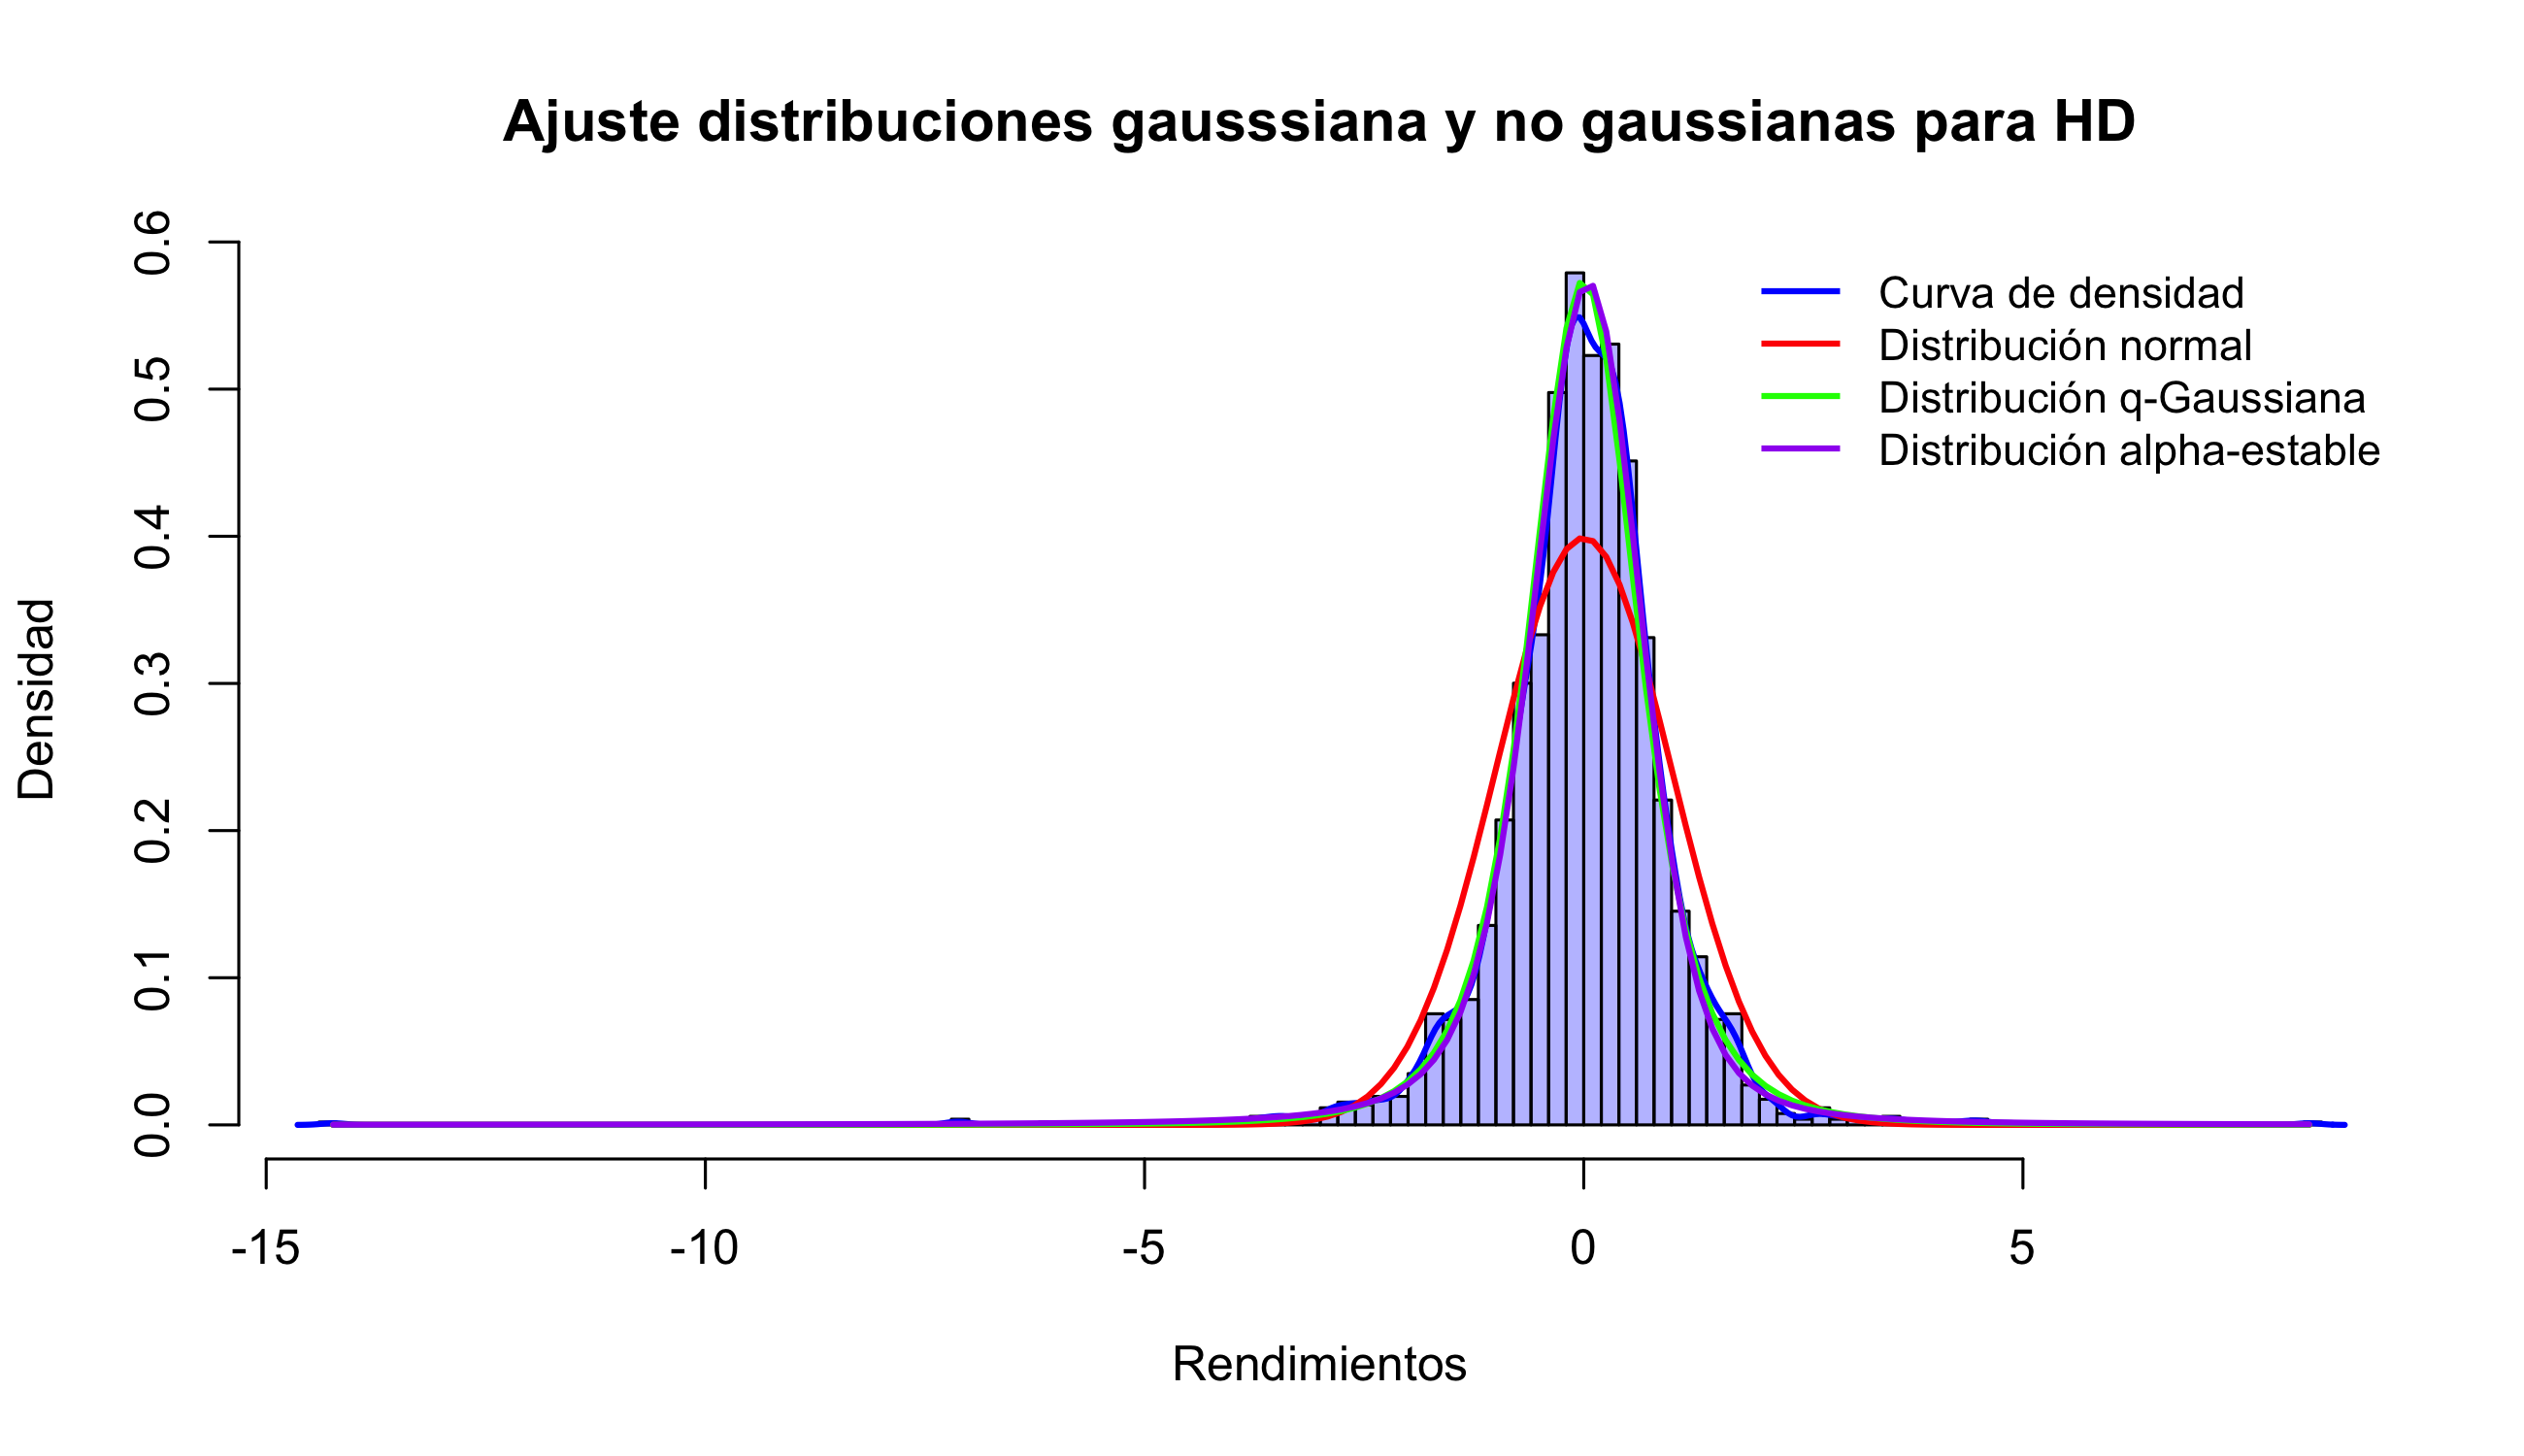 Ajuste distribuciones gausssiana y no gaussianas para HD
Curva de densidad
Distribución normal
Distribución q-Gaussiana
Distribución alpha-estable
Densidad
0.6
0.5
0.4
0.3
0.2
0.1
0.0
-15 -10 -5 0 5
Rendimientos